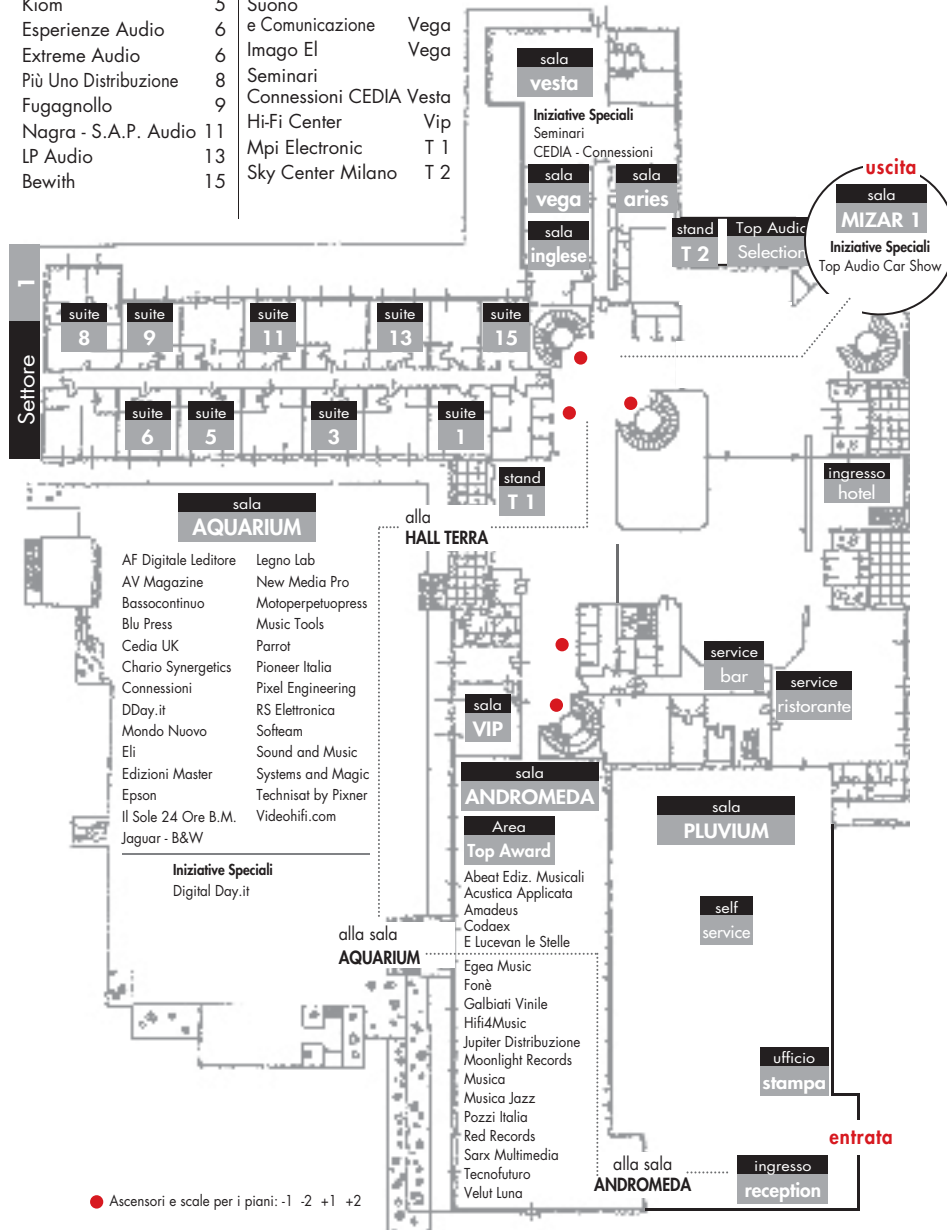 Kiom 5
Esperienze Audio 6
Extreme Audio 6
Più Uno Distribuzione 8
Fugagnollo 9
Nagra - S.A.P. Audio 11
LP Audio 13
Bewith 15
Suono
e Comunicazione Vega
Imago El Vega
Seminari
Connessioni CEDIA Vesta
Hi-Fi Center Vip
Mpi Electronic T 1
Sky Center Milano T 2
sala
vesta
Iniziative Speciali
Seminari
CEDIA - Connessioni
sala
vega
sala
aries
sala
inglese
stand
T 2
Top Audio
Selection
uscita
sala
MIZAR 1
Iniziative Speciali
Top Audio Car Show
Settore 1
suite
8
suite
9
suite
11
suite
13
suite
15
suite
6
suite
5
suite
3
suite
1
stand
T 1
ingresso
hotel
alla
HALL TERRA
sala
AQUARIUM
AF Digitale Leditore
AV Magazine
Bassocontinuo
Blu Press
Cedia UK
Chario Synergetics
Connessioni
DDay.it
Mondo Nuovo
Eli
Edizioni Master
Epson
Il Sole 24 Ore B.M.
Jaguar - B&W
Legno Lab
New Media Pro
Motoperpetuopress
Music Tools
Parrot
Pioneer Italia
Pixel Engineering
RS Elettronica
Softeam
Sound and Music
Systems and Magic
Technisat by Pixner
Videohifi.com
Iniziative Speciali
Digital Day.it
service
bar
service
ristorante
sala
VIP
sala
ANDROMEDA
Area
Top Award
Abeat Ediz. Musicali
Acustica Applicata
Amadeus
Codaex
E Lucevan le Stelle
Egea Music
Fonè
Galbiati Vinile
Hifi4Music
Jupiter Distribuzione
Moonlight Records
Musica
Musica Jazz
Pozzi Italia
Red Records
Sarx Multimedia
Tecnofuturo
Velut Luna
sala
PLUVIUM
self
service
alla sala
AQUARIUM
ufficio
stampa
entrata
alla sala
ANDROMEDA
ingresso
reception
Ascensori e scale per i piani: -1 -2 +1 +2